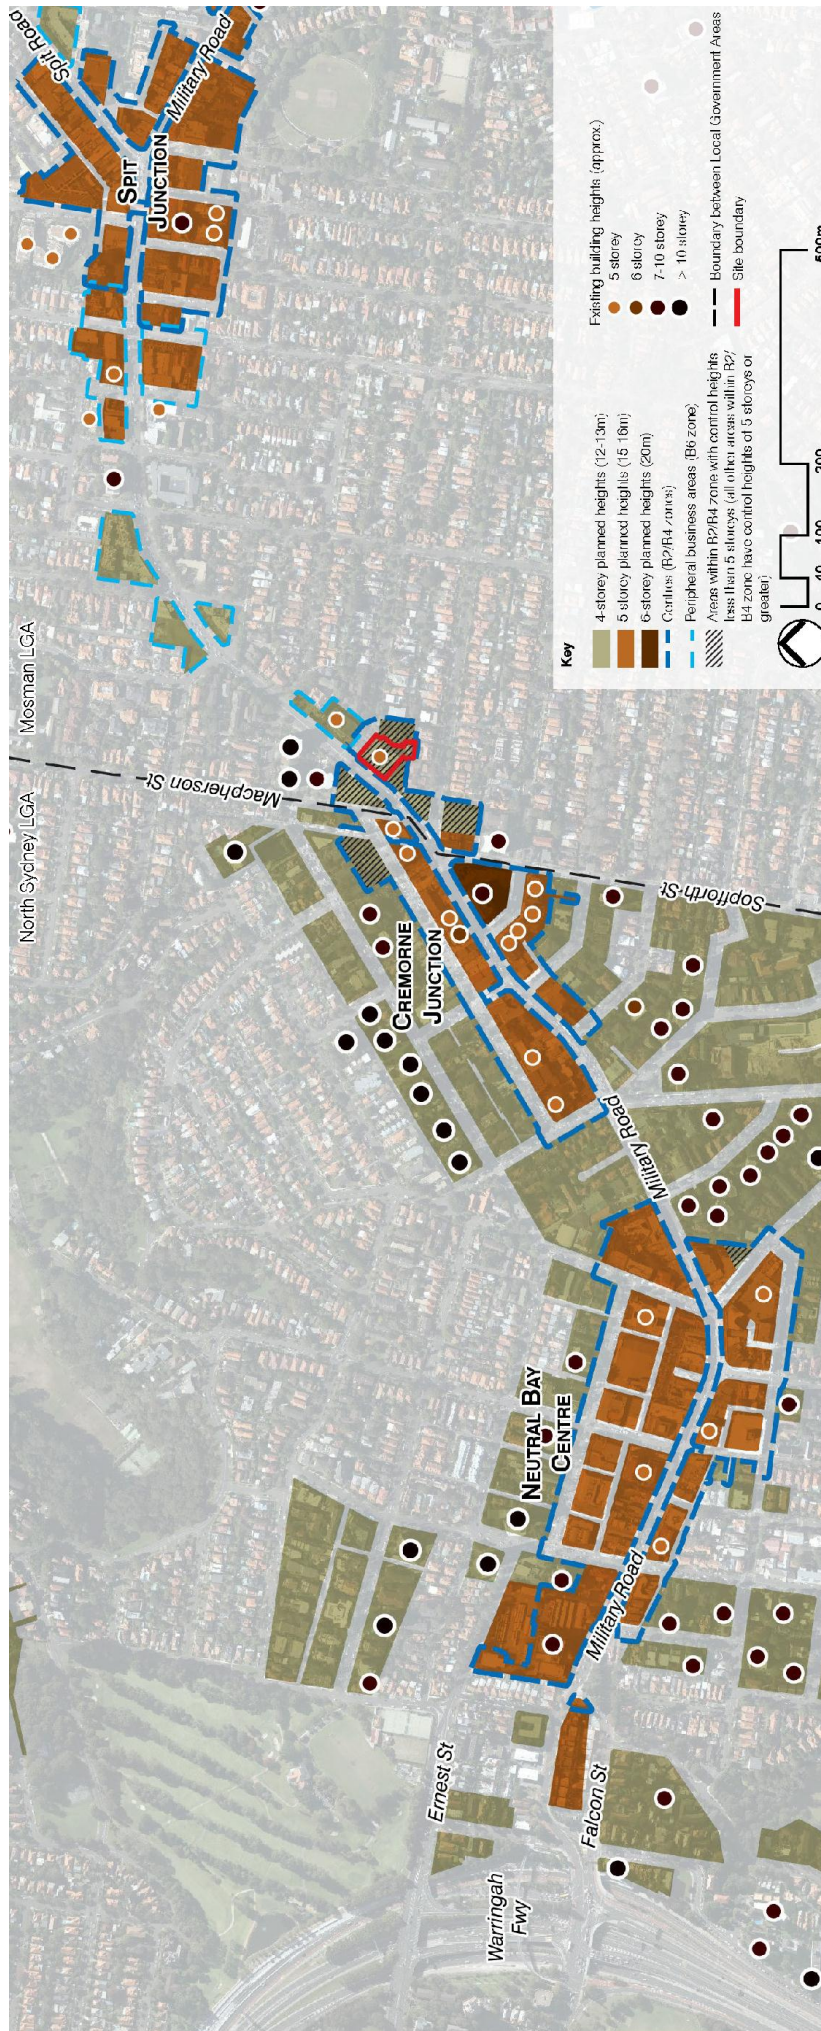 Spit Road
Military Road
SPIT
JUNCTION
Mosman LGA
North Sydney LGA
Macpherson St
CREMORNE
JUNCTION
Military Road
NEUTRAL BAY
CENTRE
Military Road
Ernest St
Falcon St
Warringah
Fwy
Key
4-storey planned heights (12-13m)
5 storey planned heights (15 16m)
6-storey planned heights (20m)
Centres (B2/B4 zones)
Peripheral business areas (B6 zone)
Areas within B2/B4 zone with control heights
less than 5 storeys (all other areas within B2/
B4 zone have control heights of 5 storeys or
greater)
Existing building heights (approx.)
5 storey
6 storey
7-10 storey
> 10 storey
Boundary between Local Government Areas
Site boundary
0
40
100
200
500m